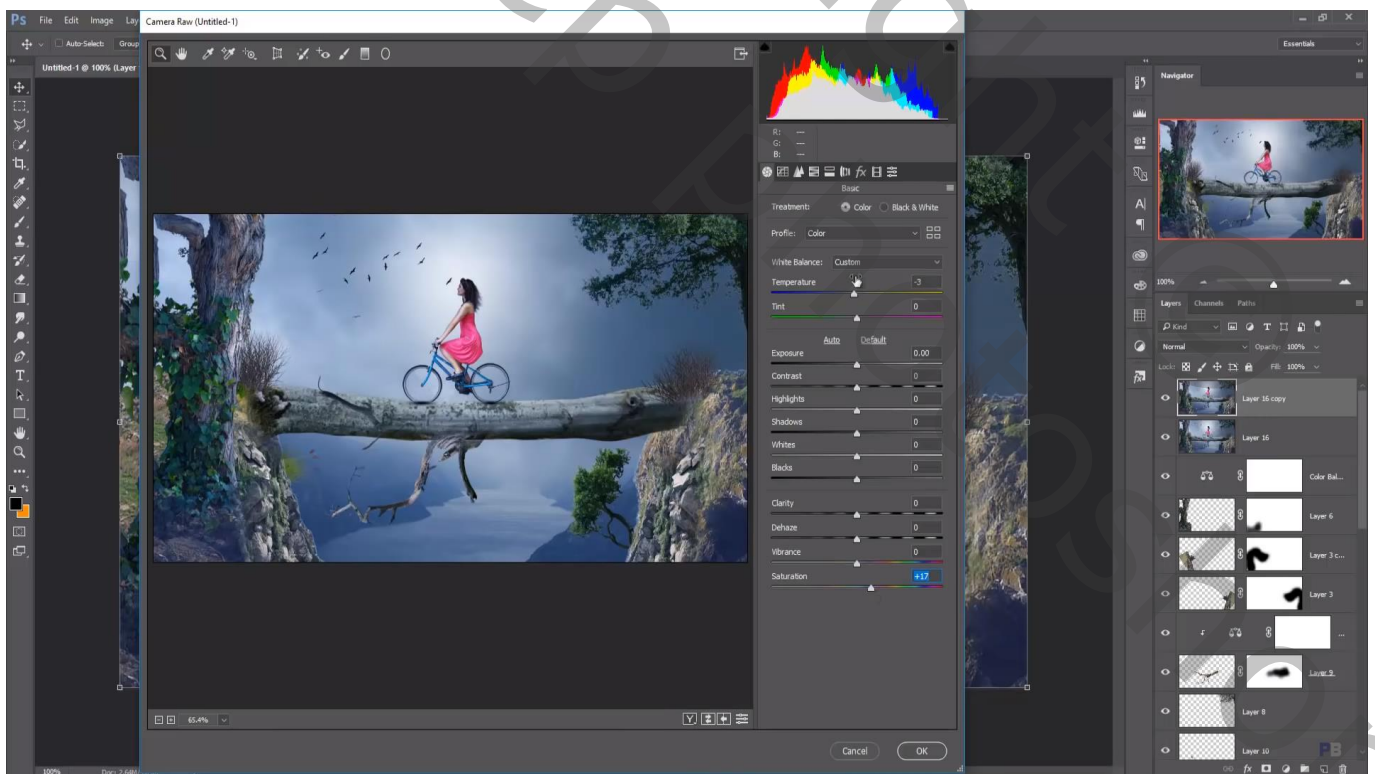 Ps File Edit Image Lay
Camera Raw (Untitled-1)
Auto-Select: Group
Essentials
Untitled-1 @ 100% (Layer
Navigator
R: ---
G: ---
B: ---
Basic
Treatment: Color Black & White
Profile: Color
White Balance: Custom
Temperature -3
Tint 0
Auto Default
Exposure 0.00
Contrast 0
Highlights 0
Shadows 0
Whites 0
Blacks 0
Clarity 0
Dehaze 0
Vibrance 0
Saturation +17
100%
Layers Channels Paths
Kind
Normal Opacity: 100%
Lock: Fill: 100%
Layer 16 copy
Layer 16
Color Bal...
Layer 6
Layer 3 c...
Layer 3
...
Layer 9
Layer 8
Layer 10
65.4%
Cancel OK
PB
100% Doc: 2.64M